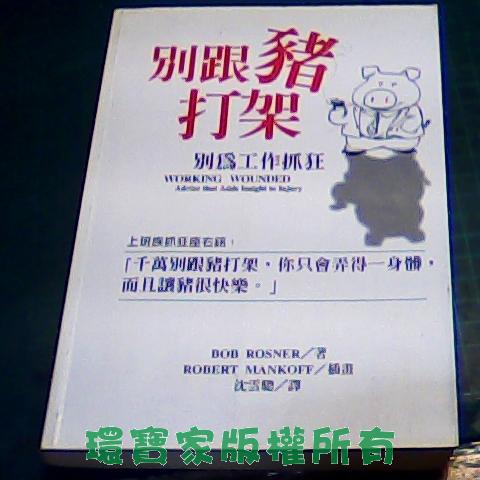 別跟豬
打架
別為工作抓狂
WORKING WOUNDED
Advice that Adds Insight to Injury
上班族抓狂座右銘：
「千萬別跟豬打架，你只會弄得一身髒，
而且讓豬很快樂。」
BOB ROSNER／著
ROBERT MANKOFF／插畫
沈雲驄／譯
環寶家版權所有